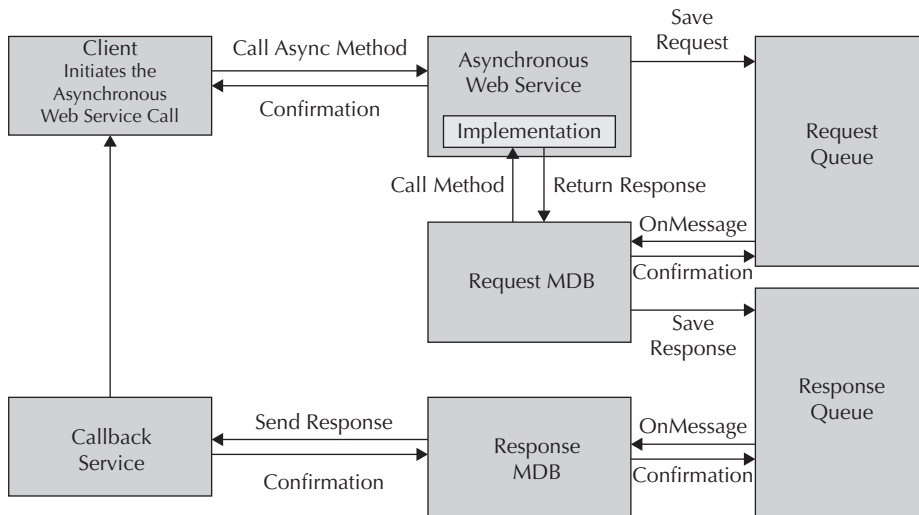 Client
Initiates the
Asynchronous
Web Service Call
Call Async Method
Confirmation
Asynchronous
Web Service
Implementation
Save
Request
Request
Queue
Call Method
Return Response
OnMessage
Confirmation
Request MDB
Save
Response
Response
Queue
Callback
Service
Send Response
Confirmation
Response
MDB
OnMessage
Confirmation